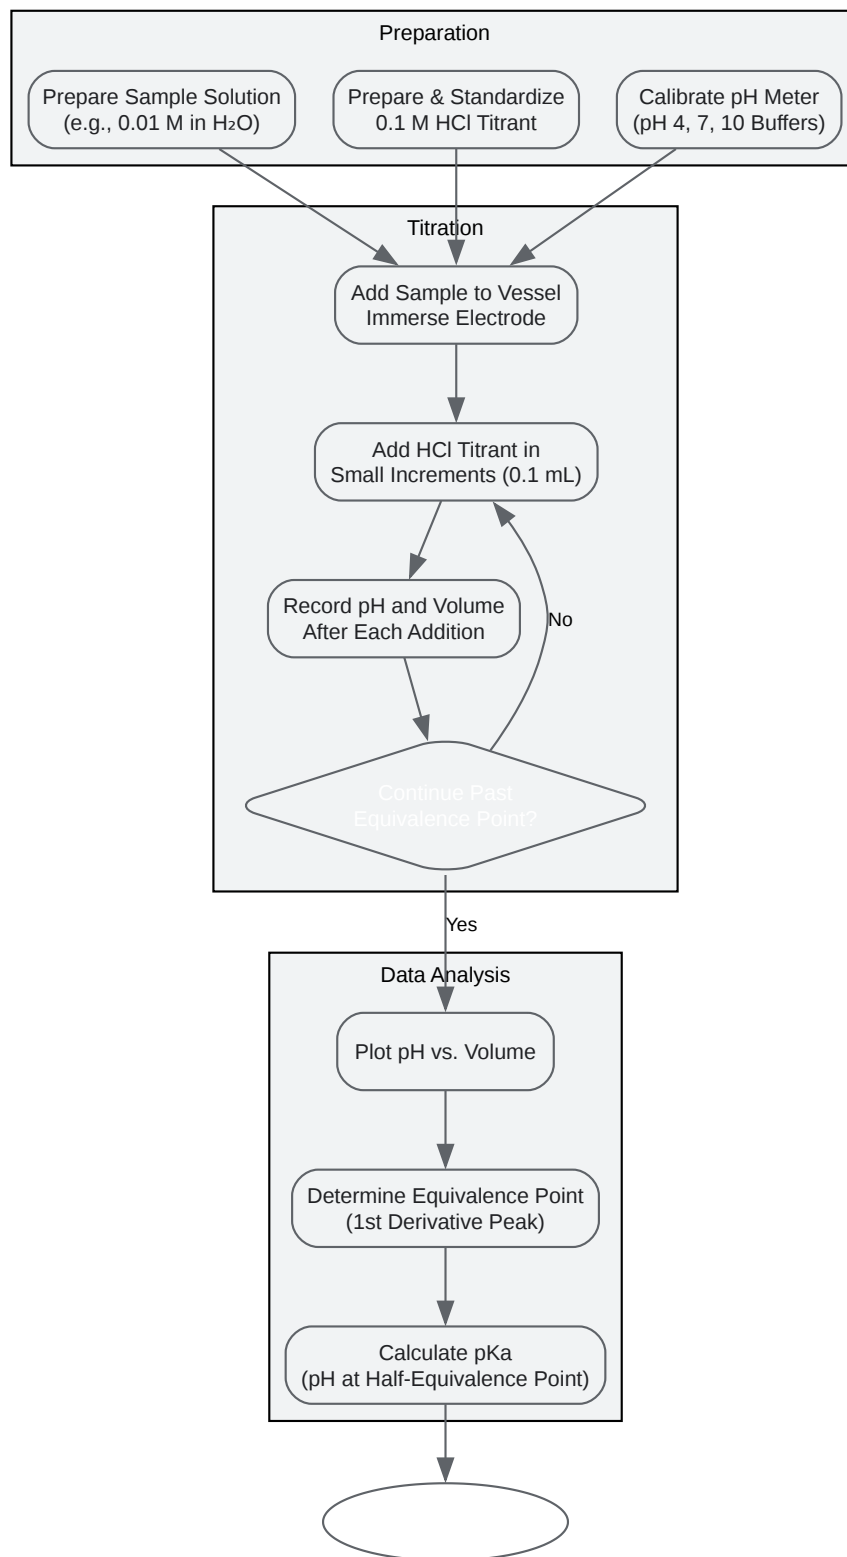 Preparation
Prepare Sample Solution
(e.g., 0.01 M in H₂O)
Prepare & Standardize
0.1 M HCl Titrant
Calibrate pH Meter
(pH 4, 7, 10 Buffers)
Titration
Add Sample to Vessel
Immerse Electrode
Add HCl Titrant in
Small Increments (0.1 mL)
Record pH and Volume
After Each Addition
No
Continue Past
Equivalence Point?
Yes
Data Analysis
Plot pH vs. Volume
Determine Equivalence Point
(1st Derivative Peak)
Calculate pKa
(pH at Half-Equivalence Point)